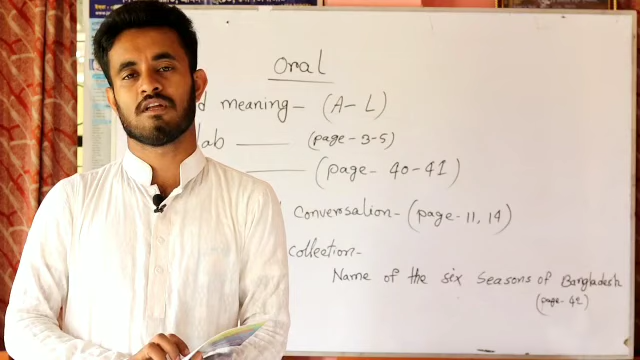 Oral
meaning- (A-L)
(page-3-5)
(page- 40-41)
Conversation- (page-11, 14)
collection-
Name of the six Seasons of Bangladesh
(page-42)